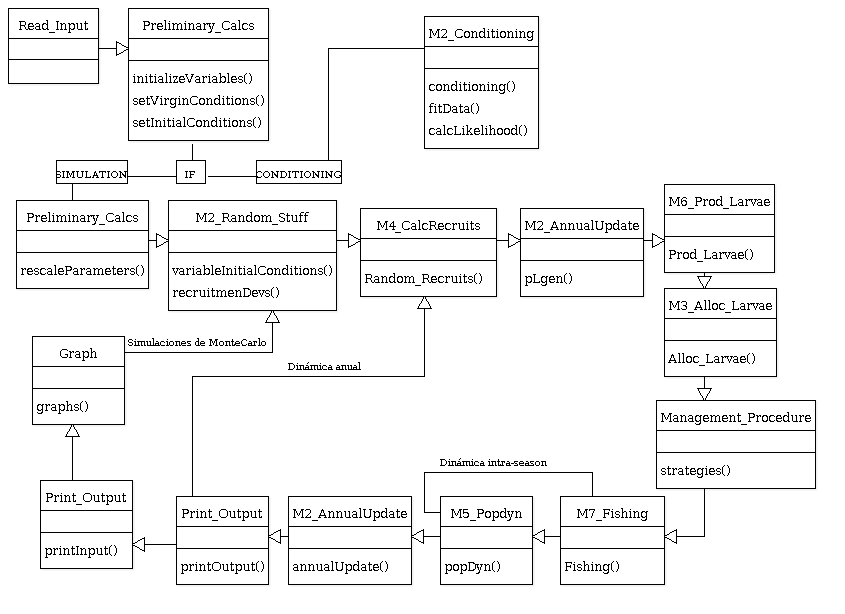 Read_Input
Preliminary_Calcs
initializeVariables()
setVirginConditions()
setInitialConditions()
M2_Conditioning
conditioning()
fitData()
calcLikelihood()
SIMULATION
IF
CONDITIONING
Preliminary_Calcs
rescaleParameters()
M2_Random_Stuff
variableInitialConditions()
recruitmenDevs()
M4_CalcRecruits
Random_Recruits()
M2_AnnualUpdate
pLgen()
M6_Prod_Larvae
Prod_Larvae()
M3_Alloc_Larvae
Alloc_Larvae()
Management_Procedure
strategies()
Graph
graphs()
Simulaciones de MonteCarlo
Dinámica anual
Dinámica intra-season
Print_Output
printInput()
Print_Output
printOutput()
M2_AnnualUpdate
annualUpdate()
M5_Popdyn
popDyn()
M7_Fishing
Fishing()